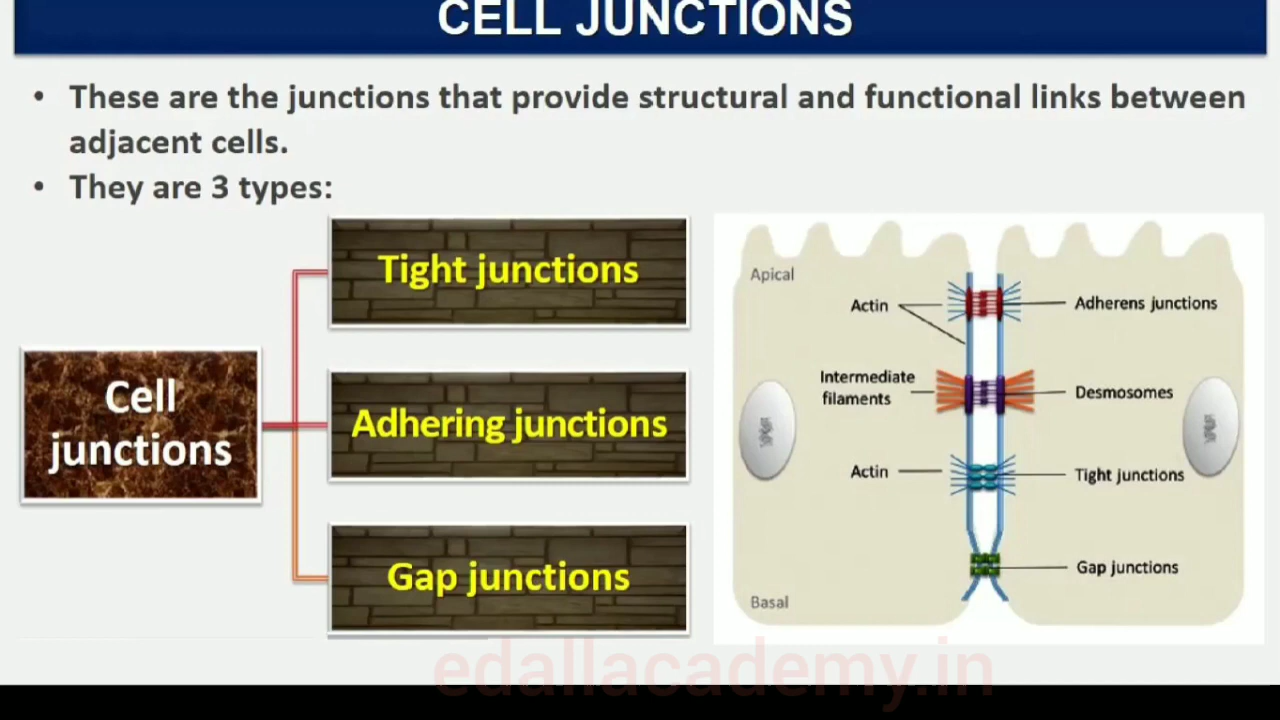 CELL JUNCTIONS
• These are the junctions that provide structural and functional links between
adjacent cells.
• They are 3 types:
Cell
junctions
Tight junctions
Adhering junctions
Gap junctions
Apical
Actin
Adherens junctions
Intermediate
filaments
Desmosomes
Actin
Tight junctions
Gap junctions
Basal
edallacademy.in